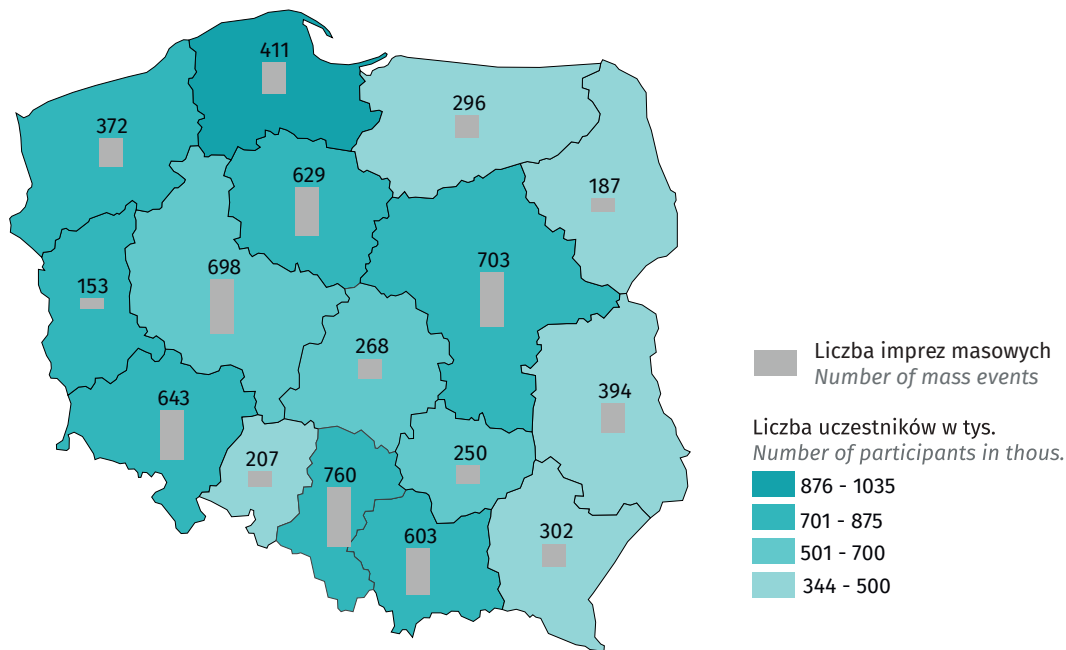 411
296
372
187
629
703
698
153
268
394
643
250
207
760
302
603
Liczba imprez masowych
Number of mass events
Liczba uczestników w tys.
Number of participants in thous.
876 - 1035
701 - 875
501 - 700
344 - 500